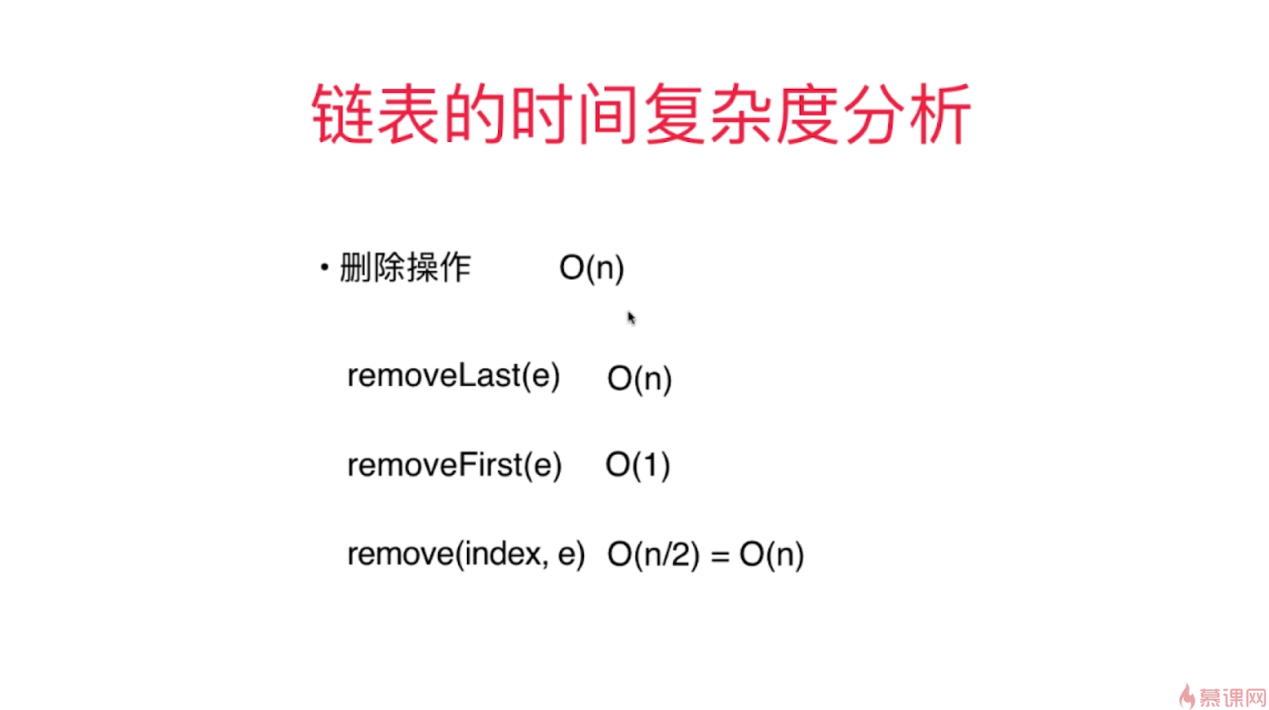 链表的时间复杂度分析
• 删除操作 O(n)
removeLast(e) O(n)
removeFirst(e) O(1)
remove(index, e) O(n/2) = O(n)
慕课网